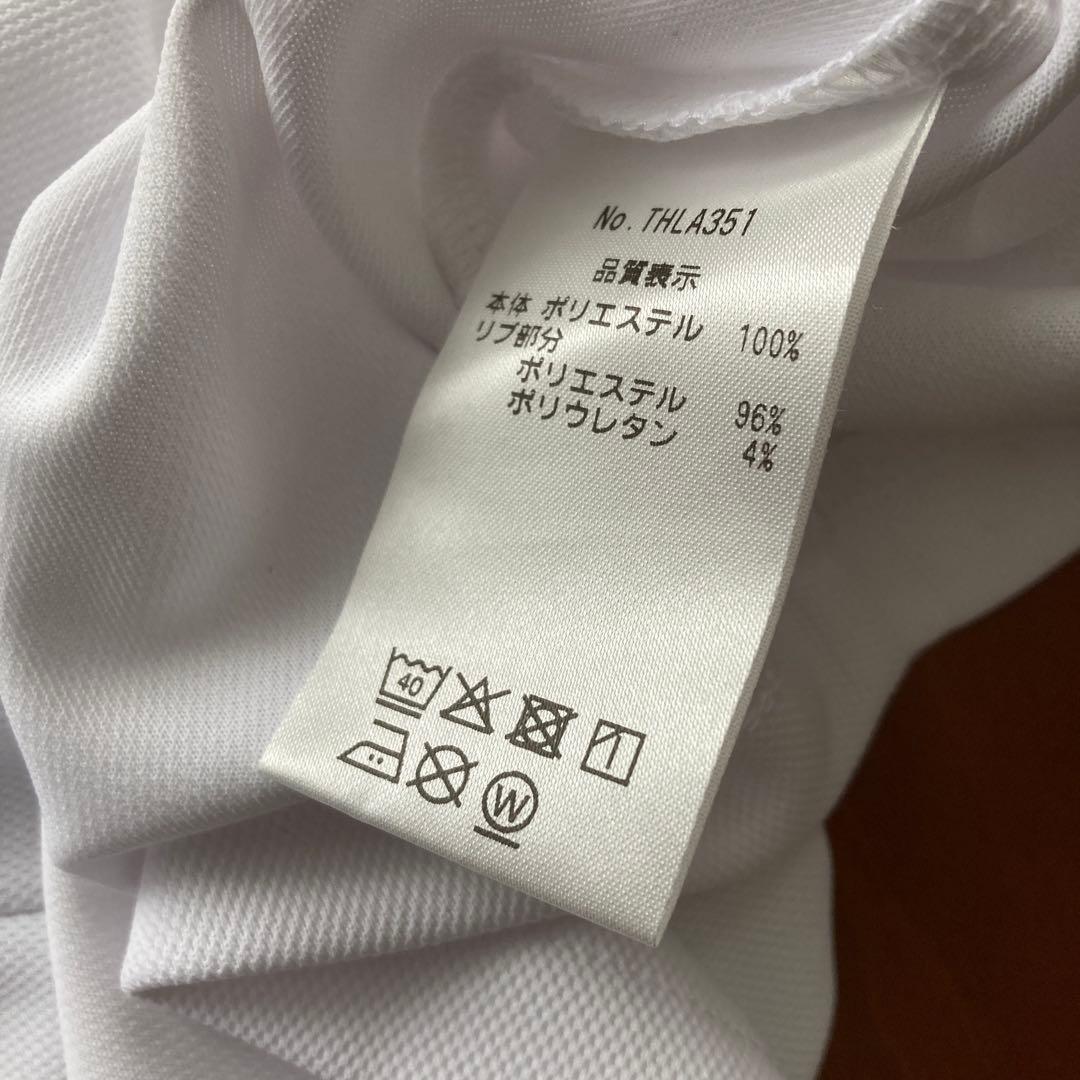 No. THLA351
品質表示
本体 ポリエステル 100%
リブ部分
ポリエステル 96%
ポリウレタン 4%
40
W